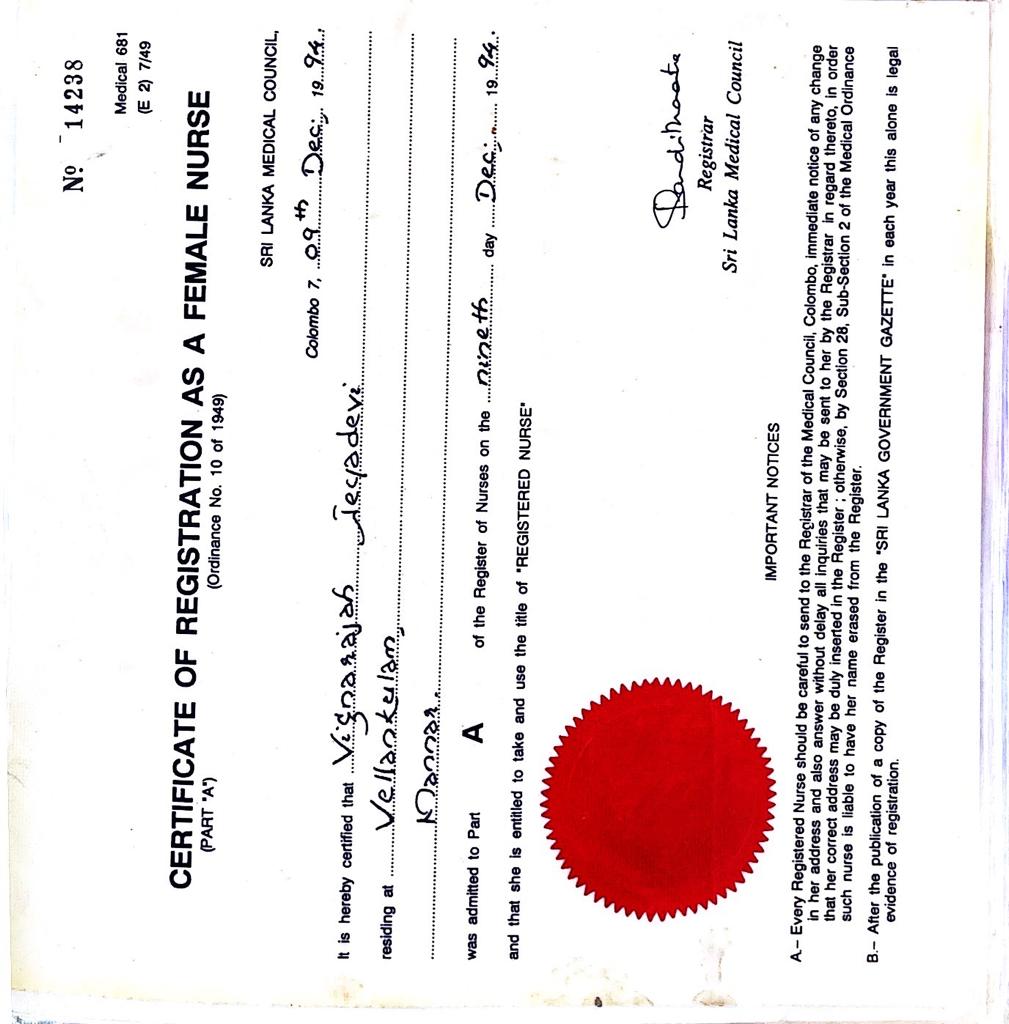 Nº 14238
Medical 681
(E 2) 7/49
CERTIFICATE OF REGISTRATION AS A FEMALE NURSE
(PART "A") (Ordinance No. 10 of 1949)
SRI LANKA MEDICAL COUNCIL,
Colombo 7, 09th Dec; 1994.
It is hereby certified that Vignarajah Jeyadevi
residing at Vellankulam,
Mannar.
was admitted to Part A of the Register of Nurses on the nineth day Dec; 1994.
and that she is entitled to take and use the title of "REGISTERED NURSE"
Registrar
Sri Lanka Medical Council
IMPORTANT NOTICES
A.– Every Registered Nurse should be careful to send to the Registrar of the Medical Council, Colombo, immediate notice of any change
in her address and also answer without delay all inquiries that may be sent to her by the Registrar in regard thereto, in order
that her correct address may be duly inserted in the Register ; otherwise, by Section 28, Sub-Section 2 of the Medical Ordinance
such nurse is liable to have her name erased from the Register.
B.– After the publication of a copy of the Register in the "SRI LANKA GOVERNMENT GAZETTE" in each year this alone is legal
evidence of registration.